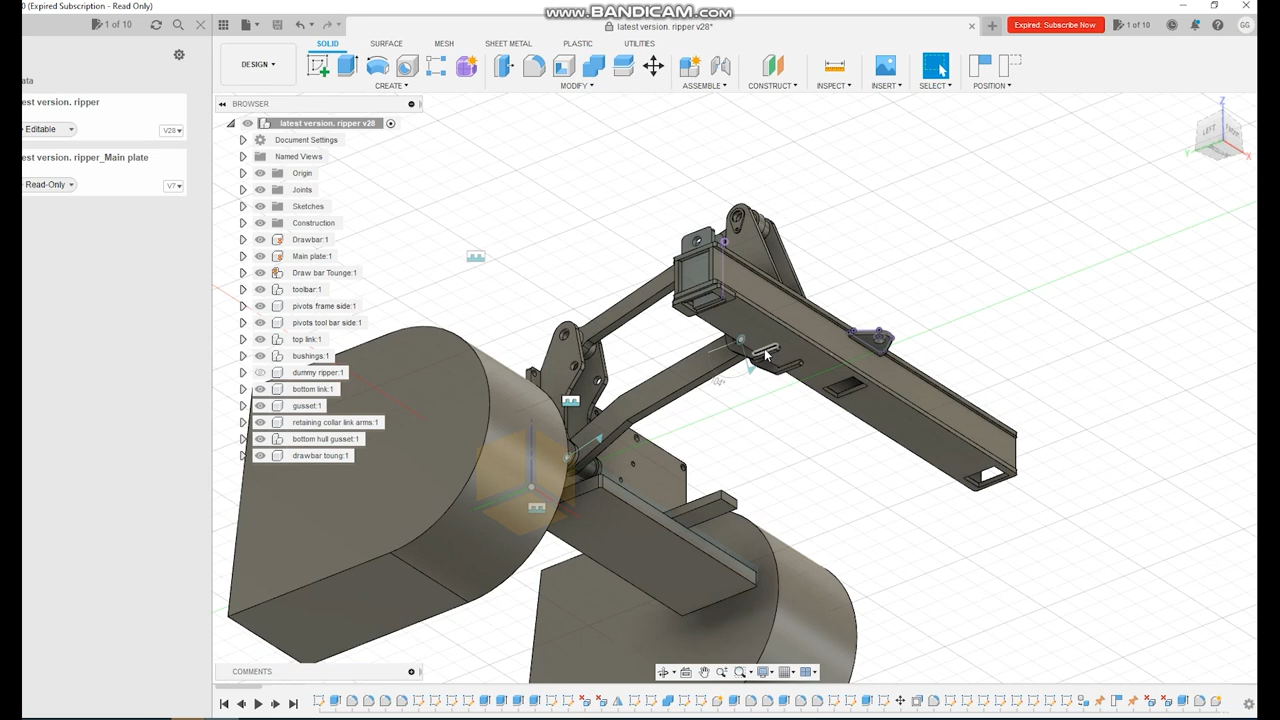 0 (Expired Subscription - Read Only)
www.BANDICAM.com
1 of 10
latest version. ripper v28*
Expired: Subscribe Now
1 of 10
GG
ata
test version. ripper
Editable
V28
test version. ripper_Main plate
Read-Only
V7
DESIGN
SOLID
SURFACE
MESH
SHEET METAL
PLASTIC
UTILITIES
CREATE
MODIFY
ASSEMBLE
CONSTRUCT
INSPECT
INSERT
SELECT
POSITION
BROWSER
latest version. ripper v28
Document Settings
Named Views
Origin
Joints
Sketches
Construction
Drawbar:1
Main plate:1
Draw bar Tounge:1
toolbar:1
pivots frame side:1
pivots tool bar side:1
top link:1
bushings:1
dummy ripper:1
bottom link:1
gusset:1
retaining collar link arms:1
bottom hull gusset:1
drawbar toung:1
Z
LEFT
FRONT
Y
X
COMMENTS